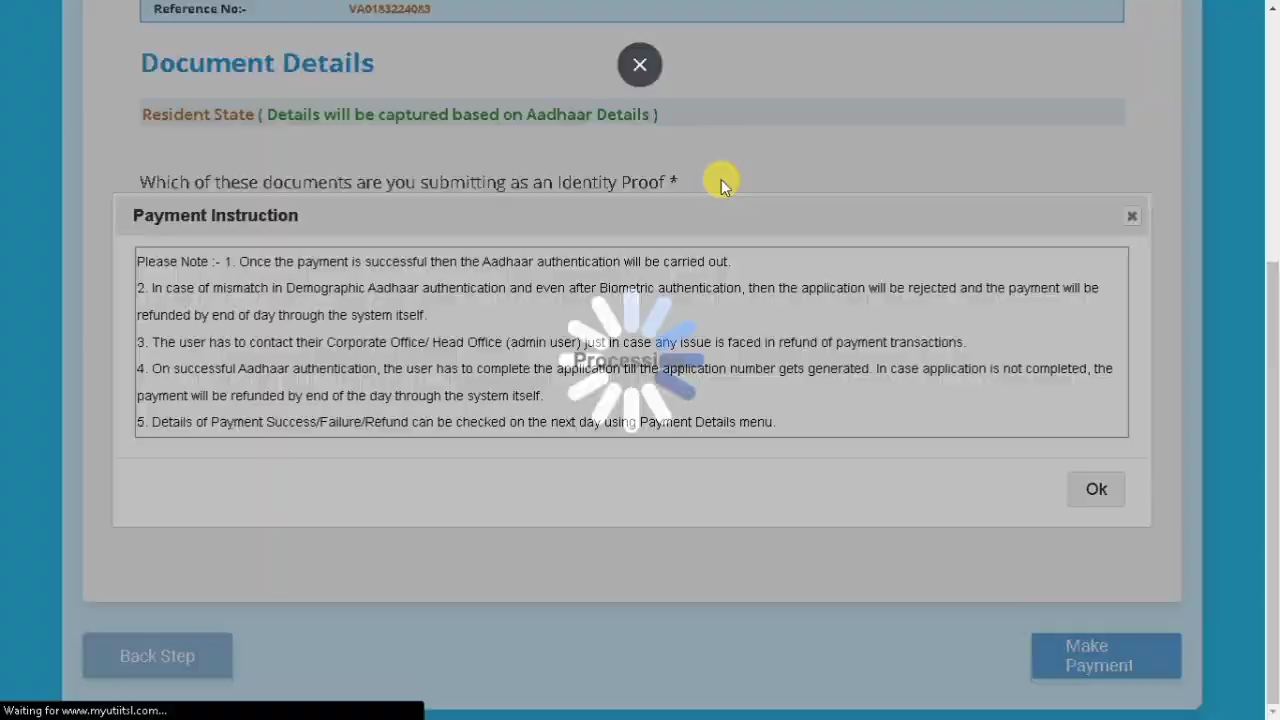 Reference No:- VA0183224083
Document Details
Resident State ( Details will be captured based on Aadhaar Details )
Which of these documents are you submitting as an Identity Proof *
Payment Instruction
Please Note :- 1. Once the payment is successful then the Aadhaar authentication will be carried out.
2. In case of mismatch in Demographic Aadhaar authentication and even after Biometric authentication, then the application will be rejected and the payment will be
refunded by end of day through the system itself.
3. The user has to contact their Corporate Office/ Head Office (admin user) just in case any issue is faced in refund of payment transactions.
Processi
4. On successful Aadhaar authentication, the user has to complete the application till the application number gets generated. In case application is not completed, the
payment will be refunded by end of the day through the system itself.
5. Details of Payment Success/Failure/Refund can be checked on the next day using Payment Details menu.
Ok
Back Step
Make
Payment
Waiting for www.myutiitsl.com...